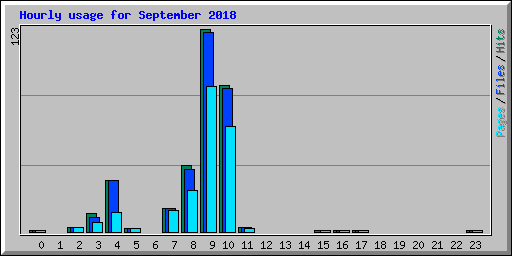 Hourly usage for September 2018
123
Pages/Files/Hits
0 1 2 3 4 5 6 7 8 9 10 11 12 13 14 15 16 17 18 19 20 21 22 23